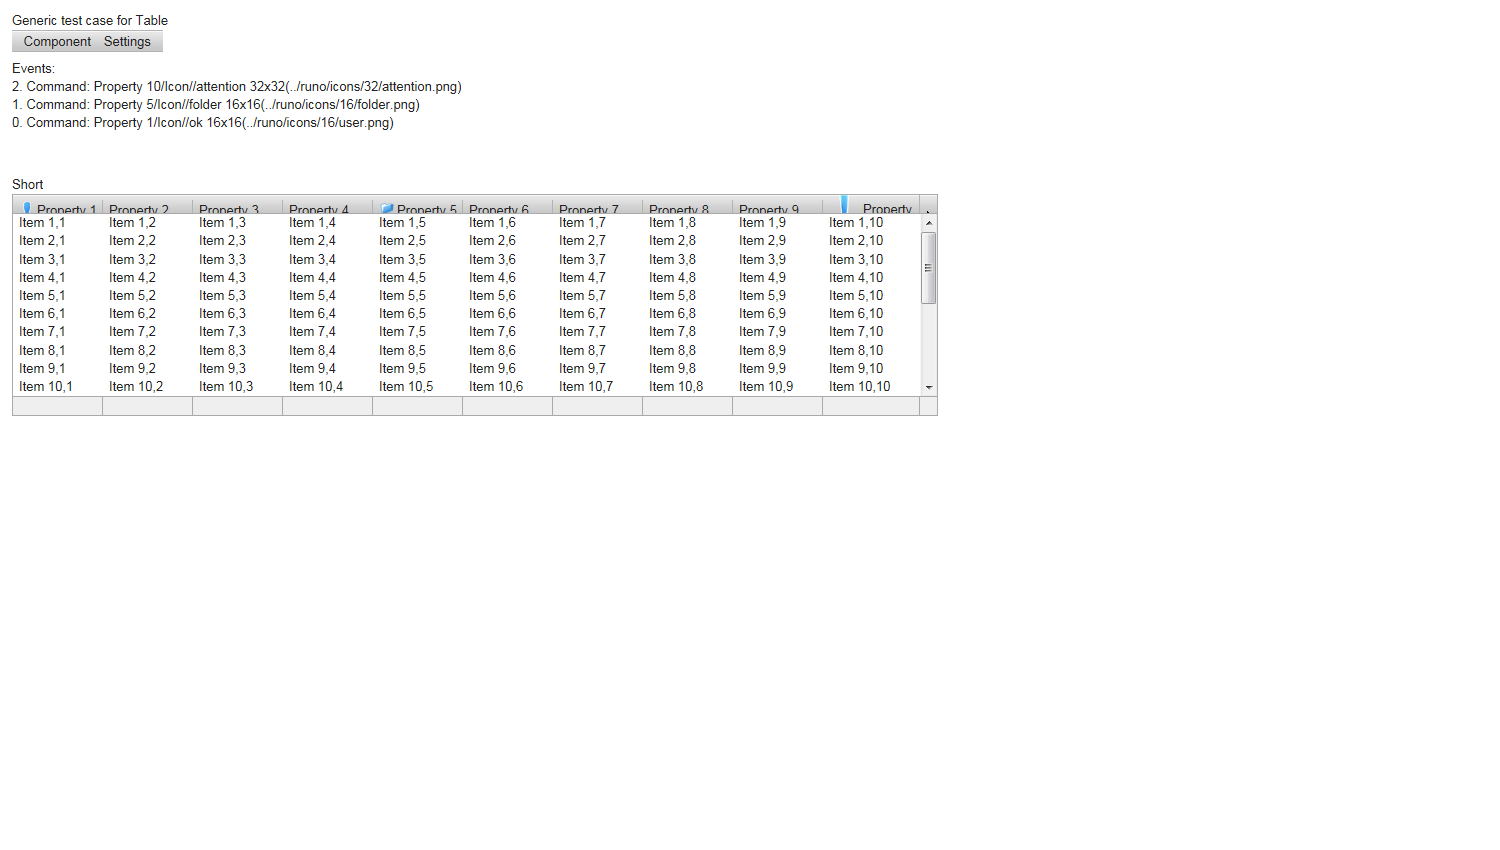 Generic test case for Table
Component Settings
Events:
2. Command: Property 10/Icon//attention 32x32(../runo/icons/32/attention.png)
1. Command: Property 5/Icon//folder 16x16(../runo/icons/16/folder.png)
0. Command: Property 1/Icon//ok 16x16(../runo/icons/16/user.png)
Short
Property 1 Property 2 Property 3 Property 4 Property 5 Property 6 Property 7 Property 8 Property 9 Property
Item 1,1 Item 1,2 Item 1,3 Item 1,4 Item 1,5 Item 1,6 Item 1,7 Item 1,8 Item 1,9 Item 1,10
Item 2,1 Item 2,2 Item 2,3 Item 2,4 Item 2,5 Item 2,6 Item 2,7 Item 2,8 Item 2,9 Item 2,10
Item 3,1 Item 3,2 Item 3,3 Item 3,4 Item 3,5 Item 3,6 Item 3,7 Item 3,8 Item 3,9 Item 3,10
Item 4,1 Item 4,2 Item 4,3 Item 4,4 Item 4,5 Item 4,6 Item 4,7 Item 4,8 Item 4,9 Item 4,10
Item 5,1 Item 5,2 Item 5,3 Item 5,4 Item 5,5 Item 5,6 Item 5,7 Item 5,8 Item 5,9 Item 5,10
Item 6,1 Item 6,2 Item 6,3 Item 6,4 Item 6,5 Item 6,6 Item 6,7 Item 6,8 Item 6,9 Item 6,10
Item 7,1 Item 7,2 Item 7,3 Item 7,4 Item 7,5 Item 7,6 Item 7,7 Item 7,8 Item 7,9 Item 7,10
Item 8,1 Item 8,2 Item 8,3 Item 8,4 Item 8,5 Item 8,6 Item 8,7 Item 8,8 Item 8,9 Item 8,10
Item 9,1 Item 9,2 Item 9,3 Item 9,4 Item 9,5 Item 9,6 Item 9,7 Item 9,8 Item 9,9 Item 9,10
Item 10,1 Item 10,2 Item 10,3 Item 10,4 Item 10,5 Item 10,6 Item 10,7 Item 10,8 Item 10,9 Item 10,10